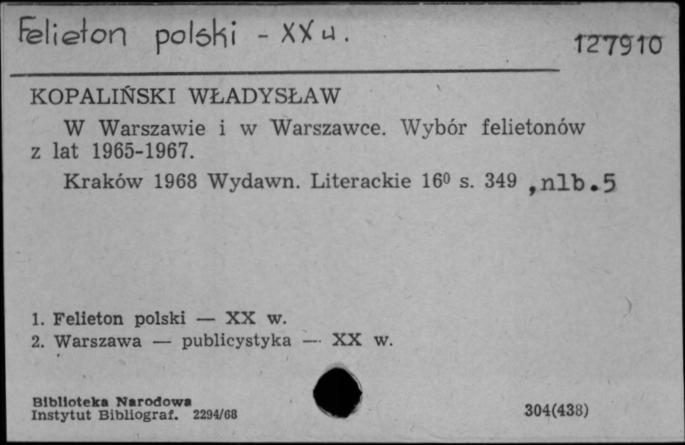 Felieton polski - XX w.
127910
KOPALIŃSKI WŁADYSŁAW
W Warszawie i w Warszawce. Wybór felietonów
z lat 1965-1967.
Kraków 1968 Wydawn. Literackie 16⁰ s. 349 , nlb. 5
1. Felieton polski — XX w.
2. Warszawa — publicystyka — XX w.
Biblioteka Narodowa
Instytut Bibliograf. 2294/68
304(438)